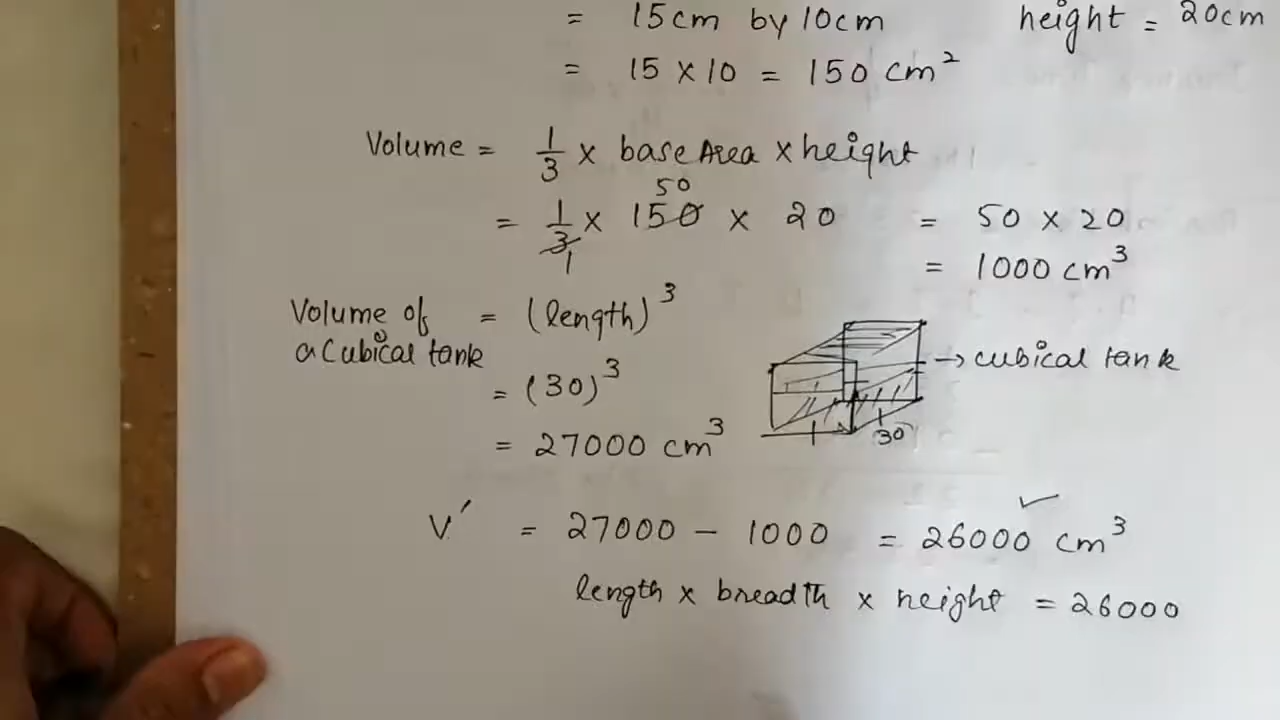 = 15cm by 10cm height = 20cm
= 15 x 10 = 150 cm²
Volume = 1/3 x base Area x height
50
= 1/3 x 150 x 20 = 50 x 20
1
= 1000 cm³
Volume of a Cubical tank = (length)³
= (30)³
→ cubical tank
30
= 27000 cm³
V' = 27000 - 1000 = 26000 cm³
length x breadth x height = 26000